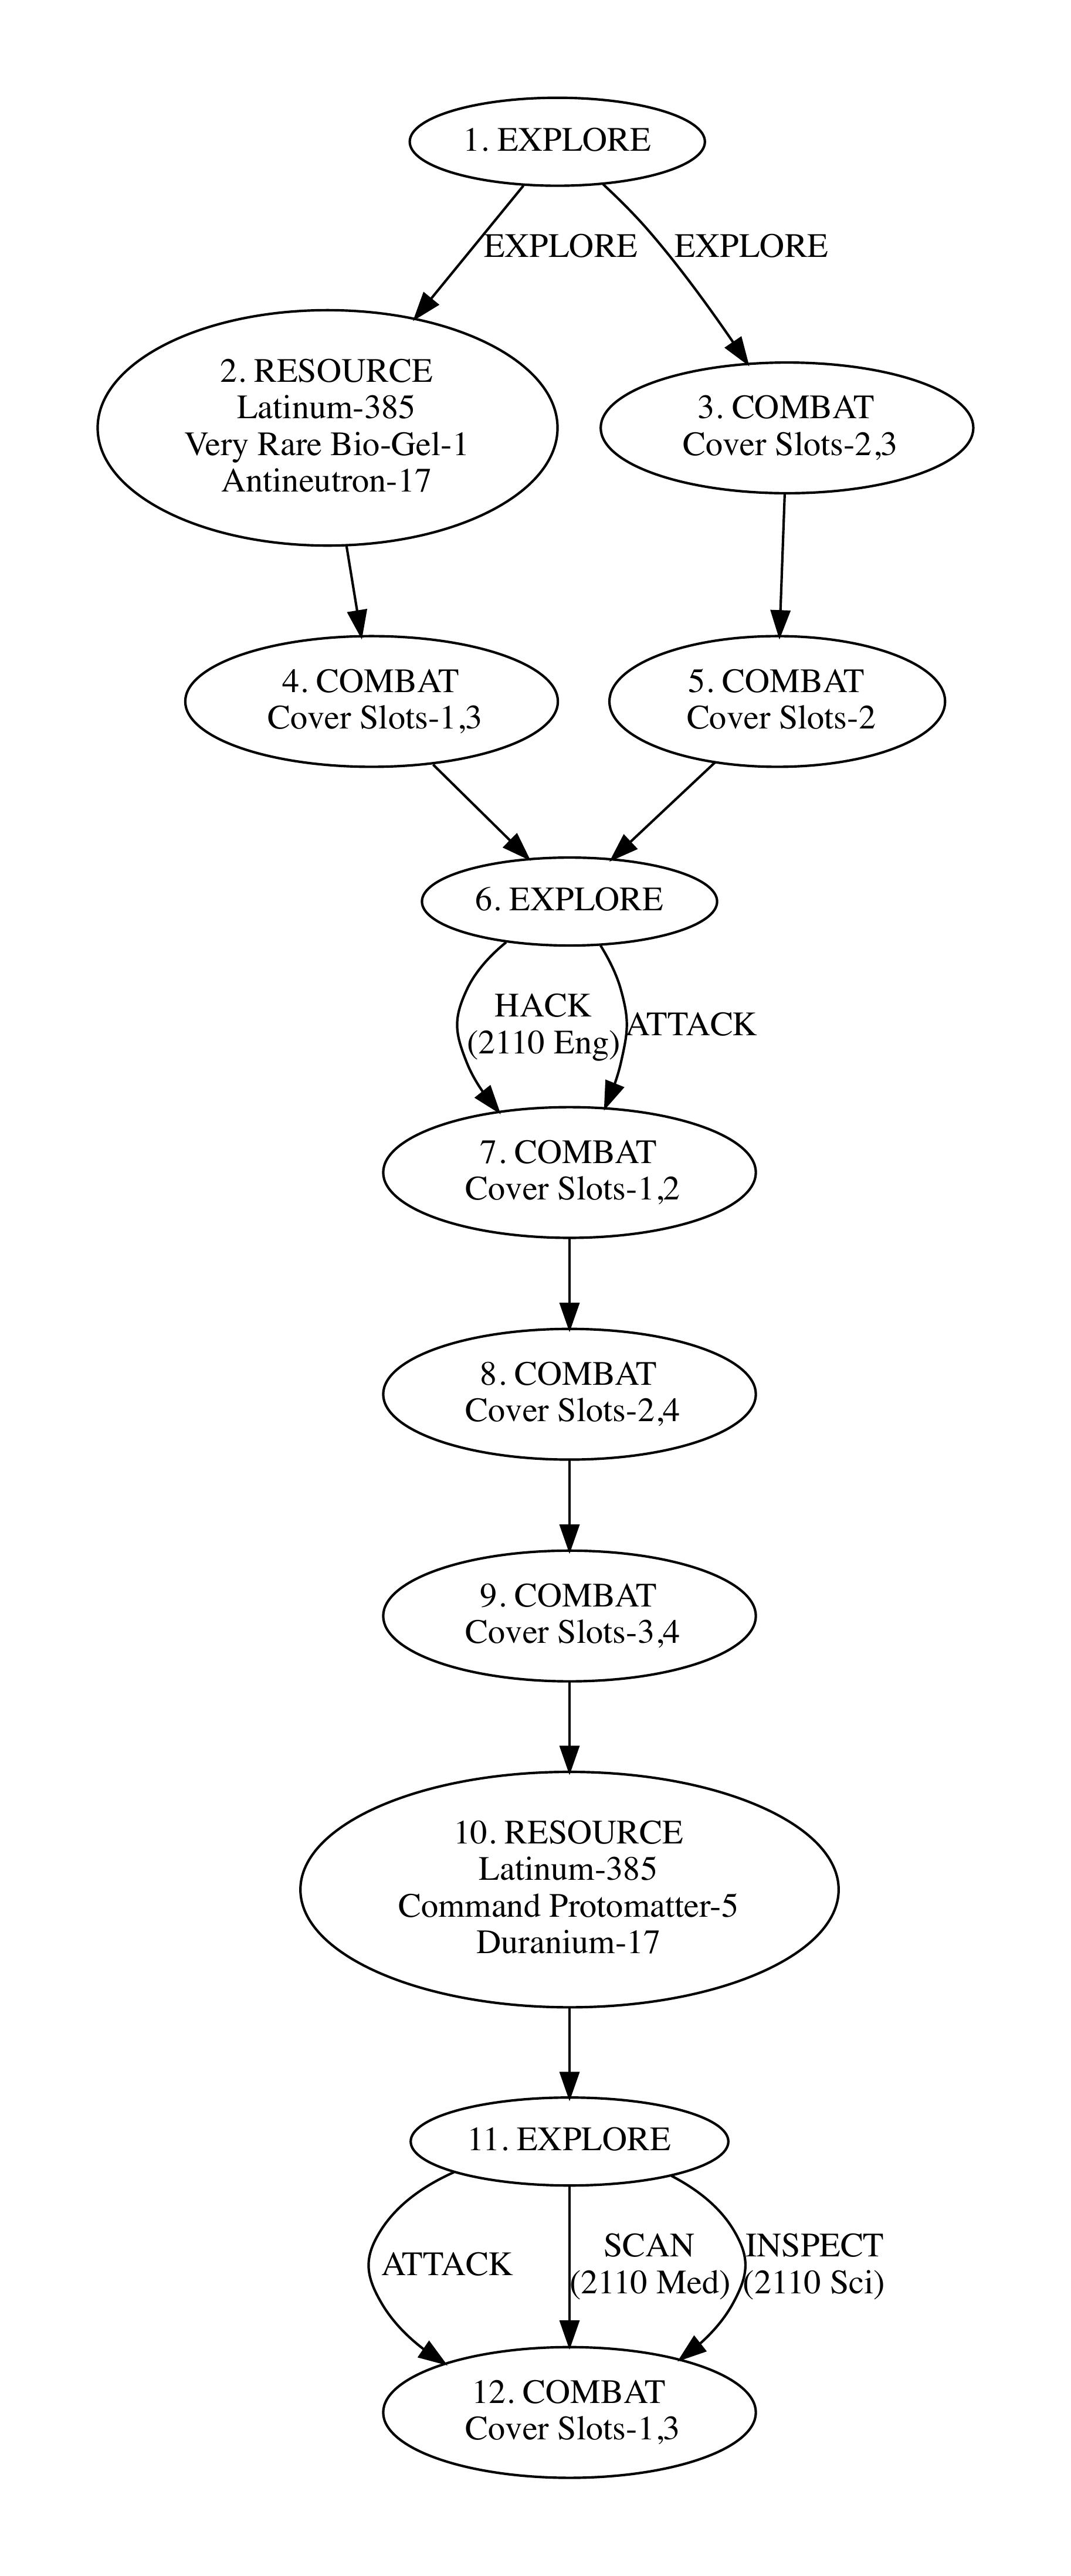 1. EXPLORE
EXPLORE
EXPLORE
2. RESOURCE
Latinum-385
Very Rare Bio-Gel-1
Antineutron-17
3. COMBAT
Cover Slots-2,3
4. COMBAT
Cover Slots-1,3
5. COMBAT
Cover Slots-2
6. EXPLORE
HACK
(2110 Eng)
ATTACK
7. COMBAT
Cover Slots-1,2
8. COMBAT
Cover Slots-2,4
9. COMBAT
Cover Slots-3,4
10. RESOURCE
Latinum-385
Command Protomatter-5
Duranium-17
11. EXPLORE
ATTACK
SCAN
(2110 Med)
INSPECT
(2110 Sci)
12. COMBAT
Cover Slots-1,3